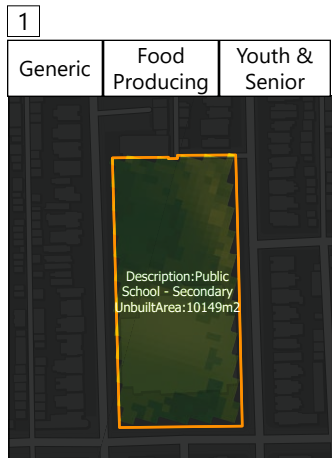 1
Generic
Food
Producing
Youth &
Senior
Description:Public
School - Secondary
UnbuiltArea:10149m2